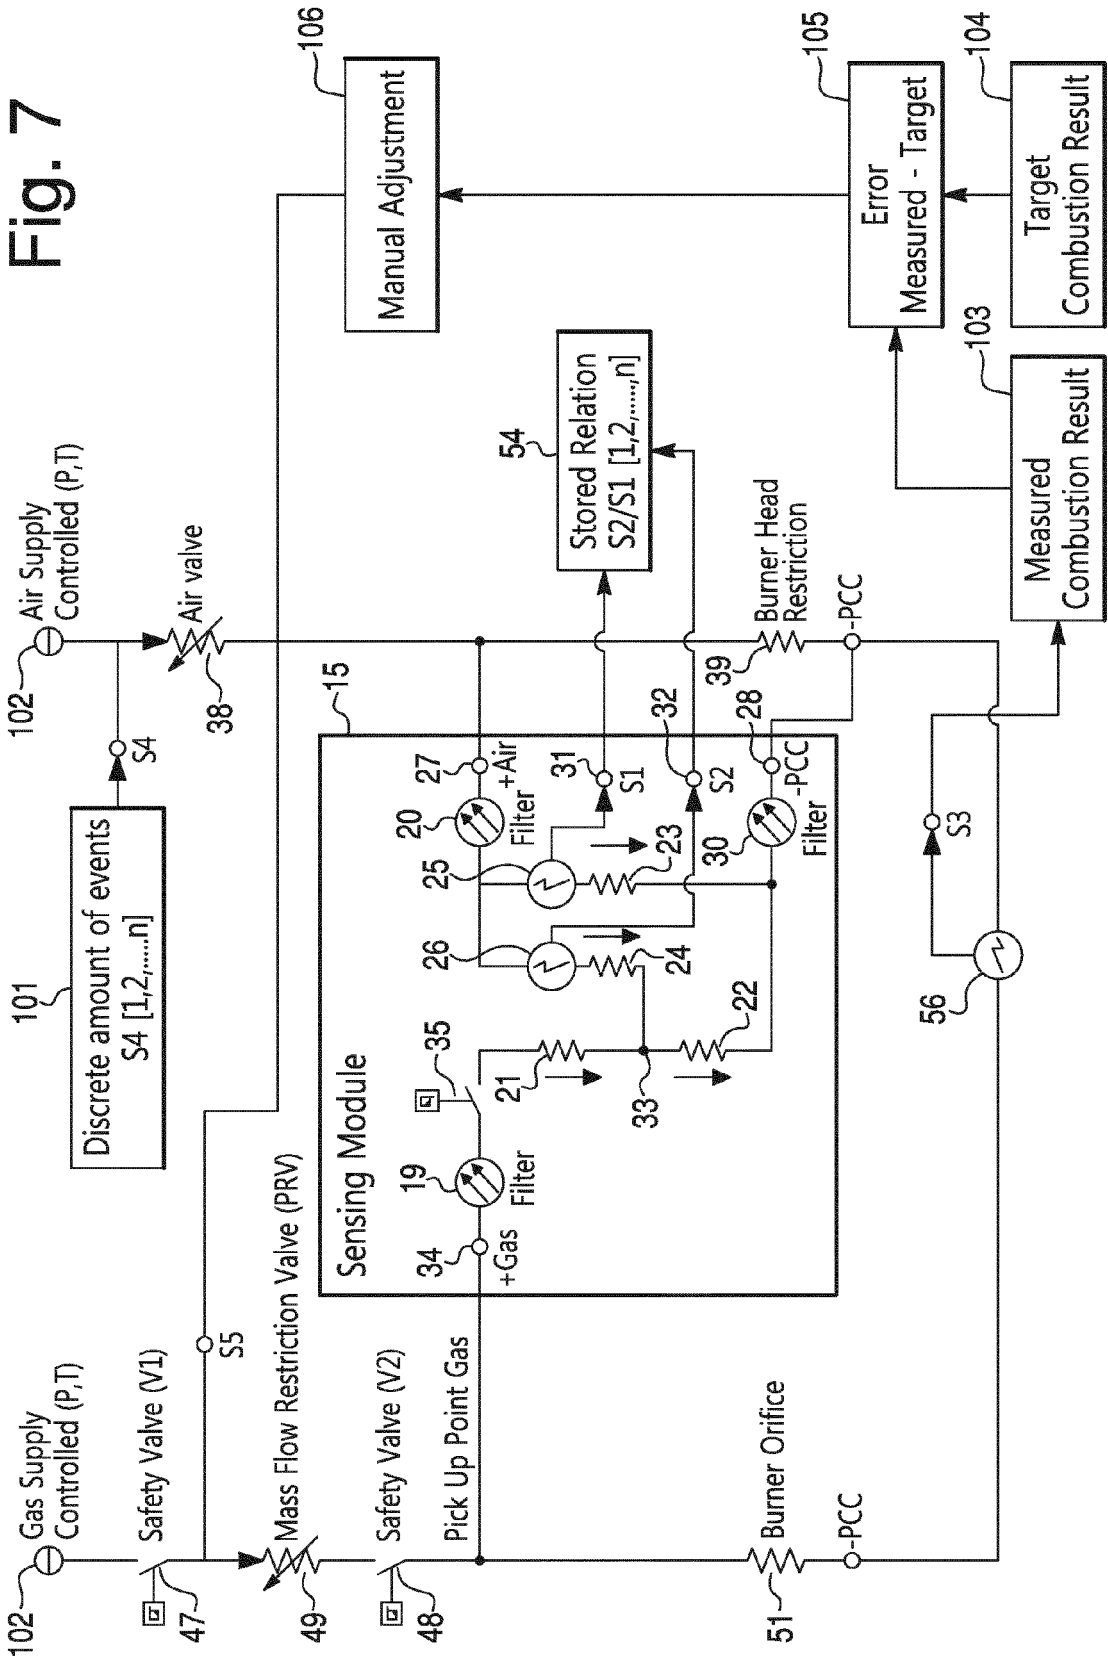 Fig. 7
102
Gas Supply
Controlled (P,T)
Safety Valve (V1)
47
S5
Mass Flow Restriction Valve (PRV)
49
Safety Valve (V2)
48
Pick Up Point Gas
Burner Orifice
51
-PCC
101
Discrete amount of events
S4 [1,2,.....n]
S4
102
Air Supply
Controlled (P,T)
Air valve
38
106
Manual Adjustment
15
Sensing Module
34
+Gas
19
Filter
35
21
33
22
26
24
25
23
20
Filter
27
+Air
31
S1
32
S2
30
Filter
28
-PCC
54
Stored Relation
S2/S1 [1,2,.....,n]
39
Burner Head
Restriction
-PCC
105
Error
Measured - Target
104
Target
Combustion Result
103
Measured
Combustion Result
S3
56